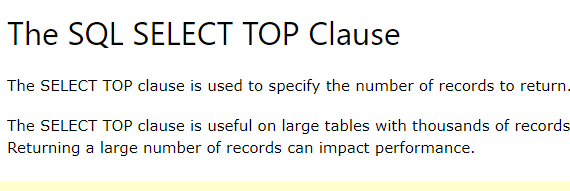 The SQL SELECT TOP Clause
The SELECT TOP clause is used to specify the number of records to return.
The SELECT TOP clause is useful on large tables with thousands of records
Returning a large number of records can impact performance.